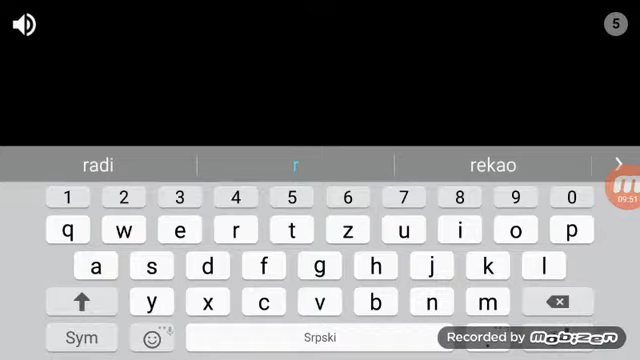 5
radi r rekao
09:51
1 2 3 4 5 6 7 8 9 0
q w e r t z u i o p
a s d f g h j k l
y x c v b n m
Sym Srpski Recorded by mobizen